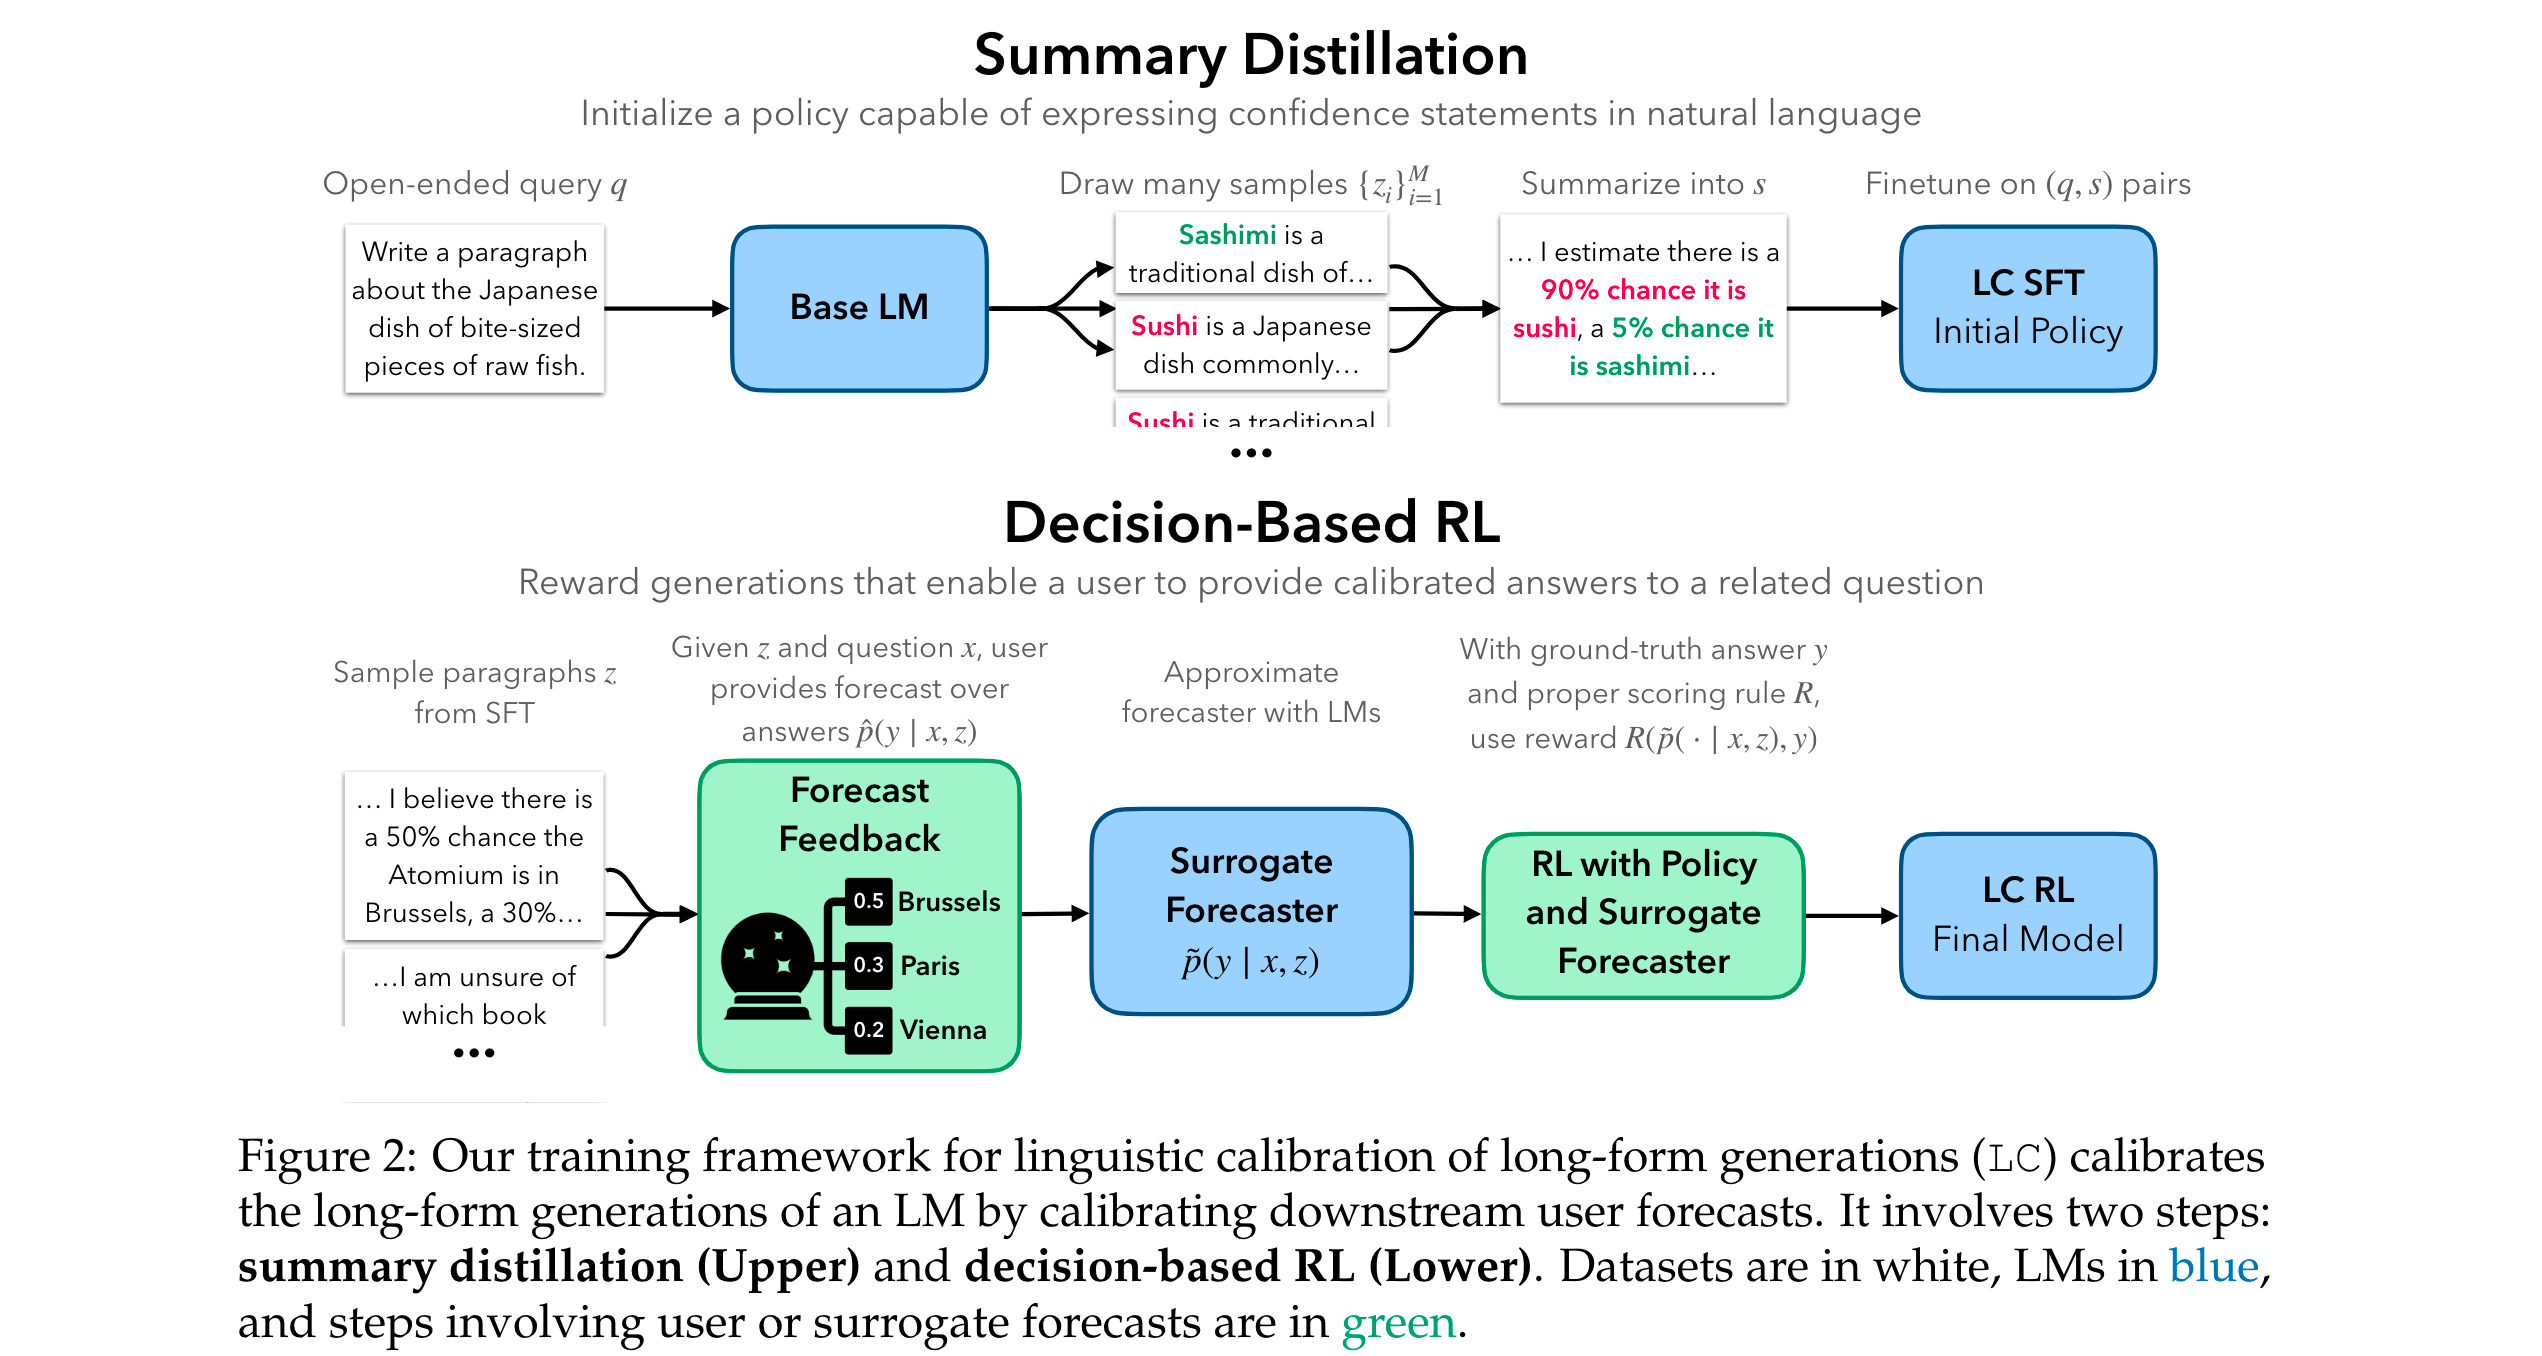 Summary Distillation
Initialize a policy capable of expressing confidence statements in natural language
Open-ended query q
Write a paragraph
about the Japanese
dish of bite-sized
pieces of raw fish.
Base LM
Draw many samples {z_i}_{i=1}^M
Sashimi is a
traditional dish of...
Sushi is a Japanese
dish commonly...
Sushi is a traditional
...
Summarize into s
... I estimate there is a
90% chance it is
sushi, a 5% chance it
is sashimi...
Finetune on (q, s) pairs
LC SFT
Initial Policy
Decision-Based RL
Reward generations that enable a user to provide calibrated answers to a related question
Sample paragraphs z
from SFT
... I believe there is
a 50% chance the
Atomium is in
Brussels, a 30%...
...I am unsure of
which book
...
Given z and question x, user
provides forecast over
answers p̂(y | x, z)
Forecast
Feedback
0.5 Brussels
0.3 Paris
0.2 Vienna
Approximate
forecaster with LMs
Surrogate
Forecaster
p̃(y | x, z)
With ground-truth answer y
and proper scoring rule R,
use reward R(p̃( · | x, z), y)
RL with Policy
and Surrogate
Forecaster
LC RL
Final Model
Figure 2: Our training framework for linguistic calibration of long-form generations (LC) calibrates
the long-form generations of an LM by calibrating downstream user forecasts. It involves two steps:
summary distillation (Upper) and decision-based RL (Lower). Datasets are in white, LMs in blue,
and steps involving user or surrogate forecasts are in green.